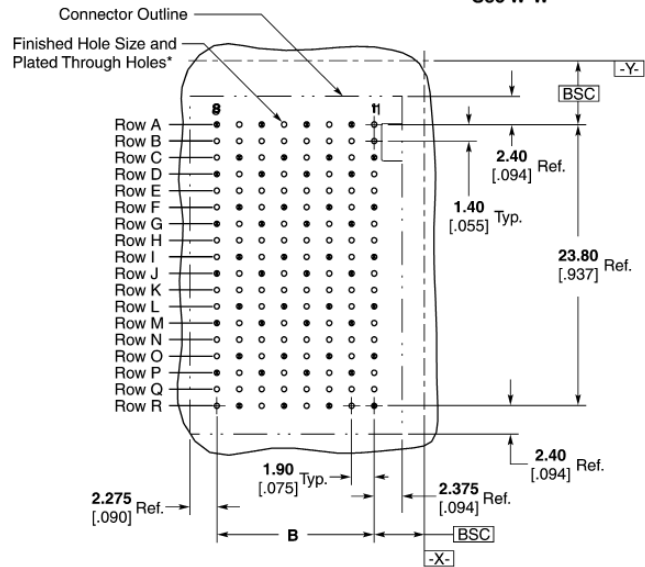 Connector Outline
Finished Hole Size and
Plated Through Holes*
-Y-
BSC
8
Row A
Row B
Row C
Row D
Row E
Row F
Row G
Row H
Row I
Row J
Row K
Row L
Row M
Row N
Row O
Row P
Row Q
Row R
2.40
[.094] Ref.
1.40
[.055] Typ.
23.80
[.937] Ref.
2.40
[.094] Ref.
1.90
[.075] Typ.
2.275
[.090] Ref.
2.375
[.094] Ref.
B
BSC
-X-